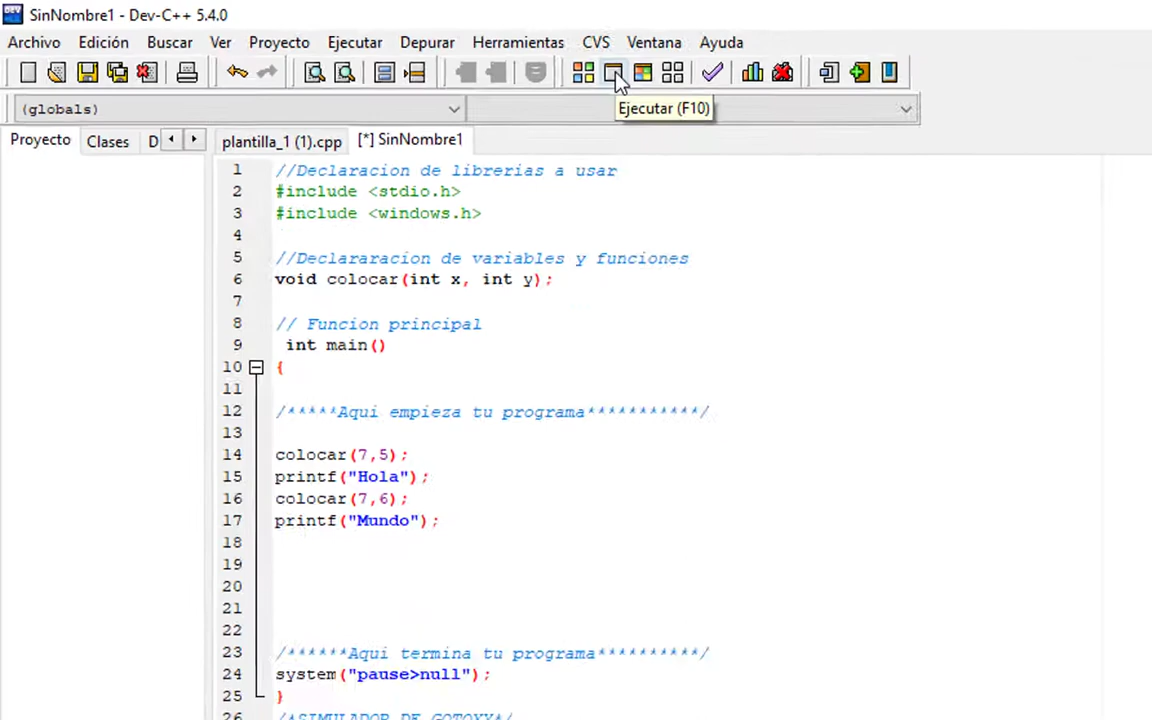 SinNombre1 - Dev-C++ 5.4.0
Archivo Edición Buscar Ver Proyecto Ejecutar Depurar Herramientas CVS Ventana Ayuda
(globals)
Ejecutar (F10)
Proyecto Clases D plantilla_1 (1).cpp [*] SinNombre1
1 //Declaracion de librerias a usar
2 #include <stdio.h>
3 #include <windows.h>
4
5 //Declararacion de variables y funciones
6 void colocar(int x, int y);
7
8 // Funcion principal
9 int main()
10 {
11
12 /*****Aqui empieza tu programa***********/
13
14 colocar(7,5);
15 printf("Hola");
16 colocar(7,6);
17 printf("Mundo");
18
19
20
21
22
23 /******Aqui termina tu programa**********/
24 system("pause>null");
25 }
26 /*SIMULADOR DE GOTOXY*/